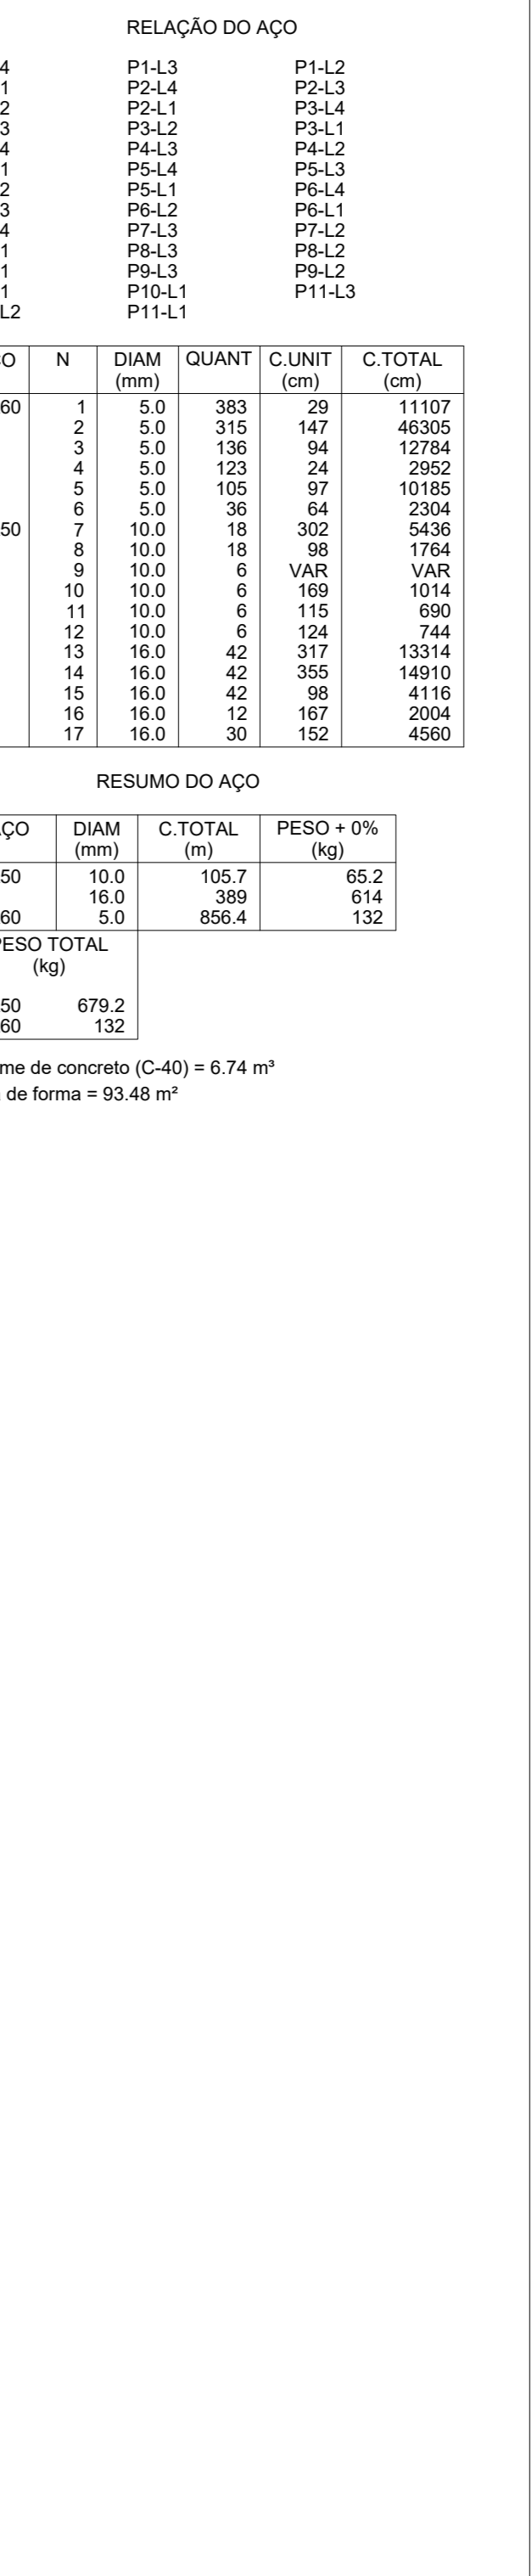 RELAÇÃO DO AÇO
4 P1-L3 P1-L2
1 P2-L4 P2-L3
2 P2-L1 P3-L4
3 P3-L2 P3-L1
4 P4-L3 P4-L2
1 P5-L4 P5-L3
2 P5-L1 P6-L4
3 P6-L2 P6-L1
4 P7-L3 P7-L2
1 P8-L3 P8-L2
1 P9-L3 P9-L2
1 P10-L1 P11-L3
L2 P11-L1
ÇO N DIAM QUANT C.UNIT C.TOTAL
(mm) (cm) (cm)
60 1 5.0 383 29 11107
2 5.0 315 147 46305
3 5.0 136 94 12784
4 5.0 123 24 2952
5 5.0 105 97 10185
6 5.0 36 64 2304
50 7 10.0 18 302 5436
8 10.0 18 98 1764
9 10.0 6 VAR VAR
10 10.0 6 169 1014
11 10.0 6 115 690
12 10.0 6 124 744
13 16.0 42 317 13314
14 16.0 42 355 14910
15 16.0 42 98 4116
16 16.0 12 167 2004
17 16.0 30 152 4560
RESUMO DO AÇO
AÇO DIAM C.TOTAL PESO + 0%
(mm) (m) (kg)
50 10.0 105.7 65.2
16.0 389 614
60 5.0 856.4 132
PESO TOTAL
(kg)
50 679.2
60 132
me de concreto (C-40) = 6.74 m³
de forma = 93.48 m²